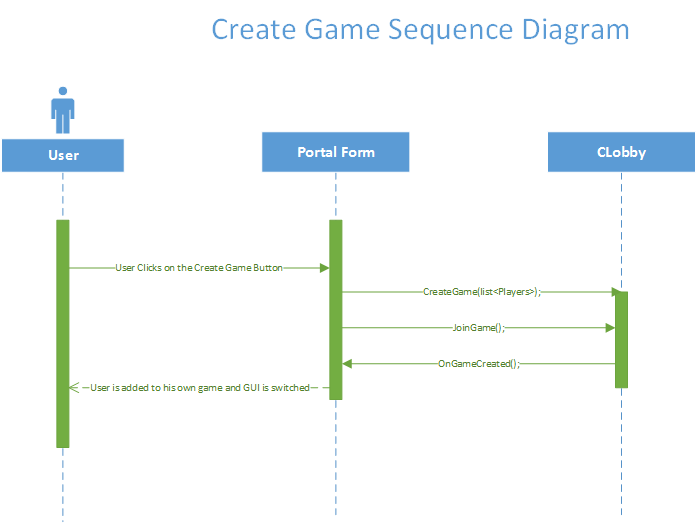 Create Game Sequence Diagram
User
Portal Form
CLobby
User Clicks on the Create Game Button
CreateGame(list<Players>);
JoinGame();
OnGameCreated();
User is added to his own game and GUI is switched